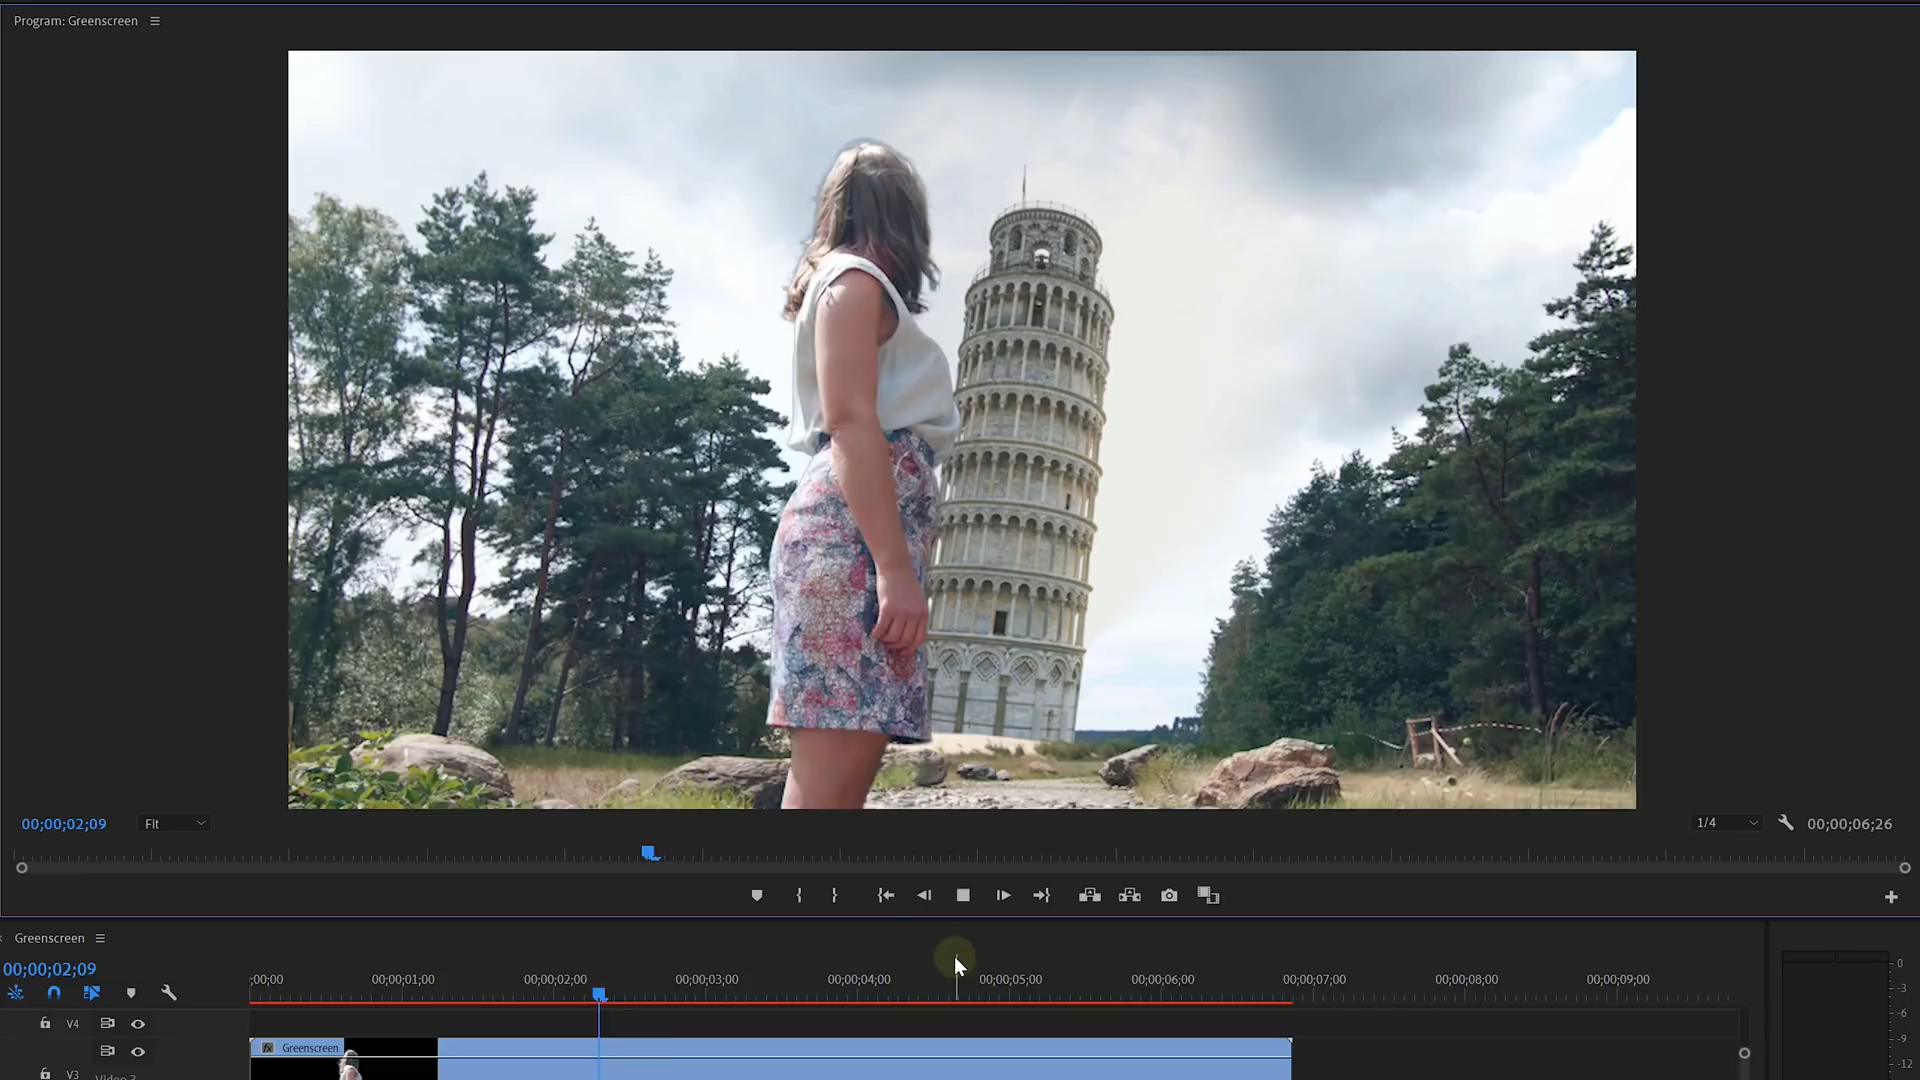 Program: Greenscreen
00;00;02;09
Fit
1/4
00;00;06;26
Greenscreen
00;00;02;09
;00;00
00;00;01;00
00;00;02;00
00;00;03;00
00;00;04;00
00;00;05;00
00;00;06;00
00;00;07;00
00;00;08;00
00;00;09;00
V4
fx Greenscreen
V3
Video 3
0
-3
-6
-9
-12